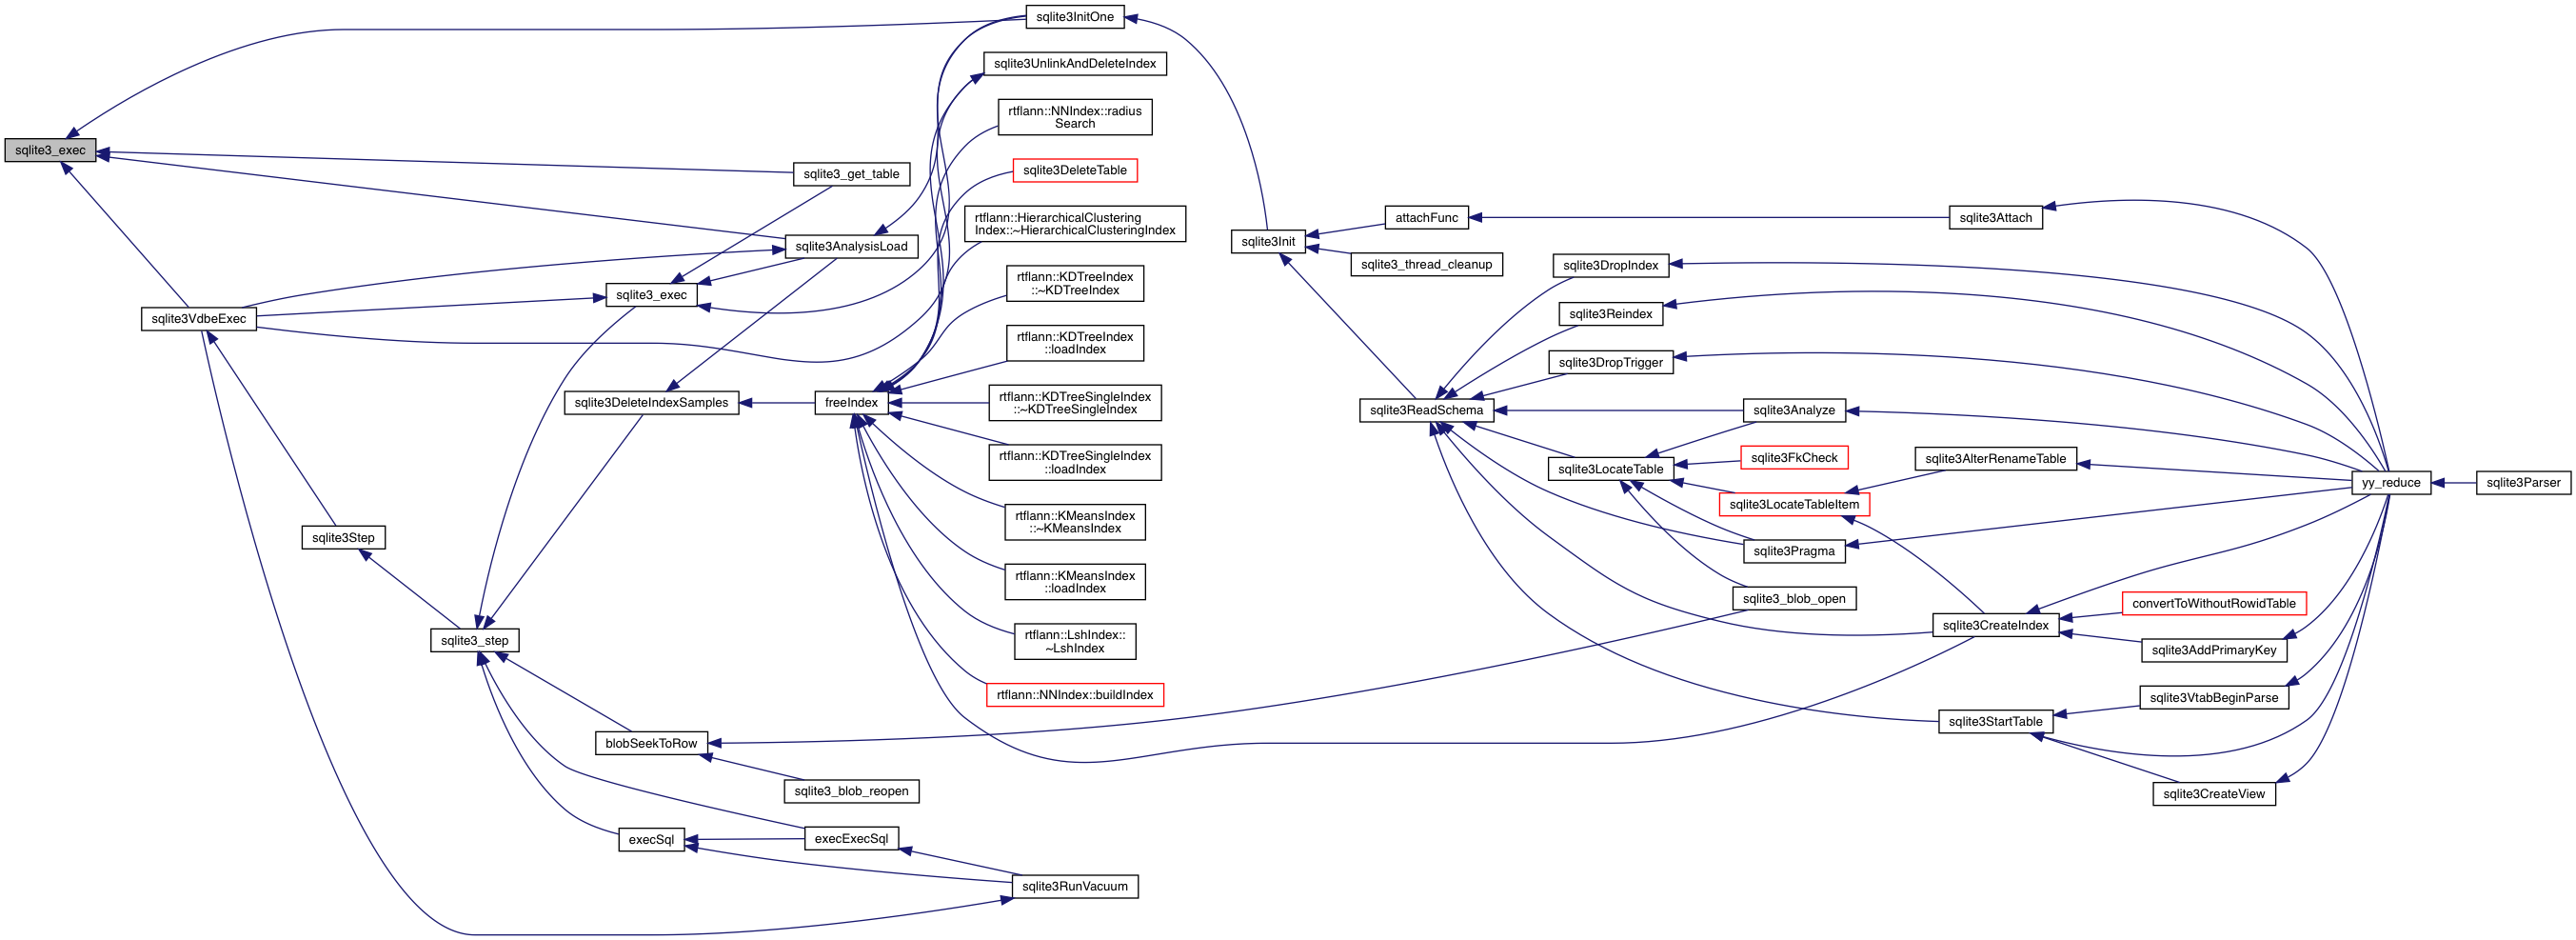 sqlite3InitOne
sqlite3UnlinkAndDeleteIndex
rtflann::NNIndex::radius
Search
sqlite3_exec
sqlite3_get_table
sqlite3DeleteTable
rtflann::HierarchicalClustering
Index::~HierarchicalClusteringIndex
attachFunc
sqlite3Attach
sqlite3Init
sqlite3AnalysisLoad
sqlite3_thread_cleanup
sqlite3DropIndex
rtflann::KDTreeIndex
::~KDTreeIndex
sqlite3_exec
sqlite3VdbeExec
sqlite3Reindex
rtflann::KDTreeIndex
::loadIndex
sqlite3DropTrigger
sqlite3DeleteIndexSamples
freeIndex
rtflann::KDTreeSingleIndex
::~KDTreeSingleIndex
sqlite3ReadSchema
sqlite3Analyze
rtflann::KDTreeSingleIndex
::loadIndex
sqlite3LocateTable
sqlite3FkCheck
sqlite3AlterRenameTable
yy_reduce
sqlite3Parser
sqlite3LocateTableItem
rtflann::KMeansIndex
::~KMeansIndex
sqlite3Step
sqlite3Pragma
rtflann::KMeansIndex
::loadIndex
sqlite3_blob_open
convertToWithoutRowidTable
sqlite3CreateIndex
sqlite3_step
rtflann::LshIndex::
~LshIndex
sqlite3AddPrimaryKey
rtflann::NNIndex::buildIndex
sqlite3VtabBeginParse
sqlite3StartTable
blobSeekToRow
sqlite3_blob_reopen
sqlite3CreateView
execSql
execExecSql
sqlite3RunVacuum